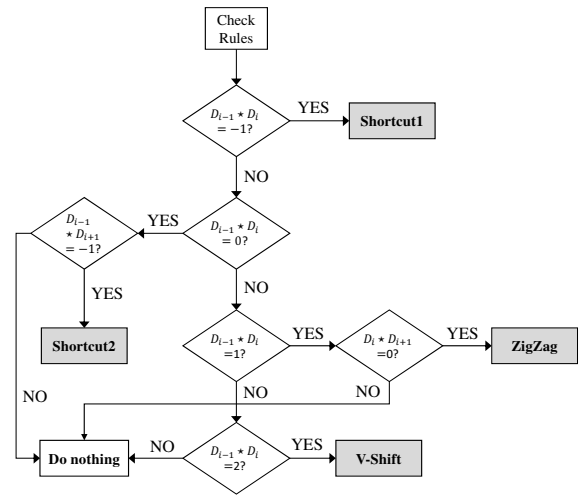 Check
Rules
D_{i−1} ⋆ D_i
= −1?
YES
Shortcut1
NO
D_{i−1}
⋆ D_{i+1}
= −1?
YES
D_{i−1} ⋆ D_i
= 0?
YES
NO
Shortcut2
D_{i−1} ⋆ D_i
=1?
YES
D_i ⋆ D_{i+1}
=0?
YES
ZigZag
NO
NO
NO
Do nothing
NO
D_{i−1} ⋆ D_i
=2?
YES
V-Shift